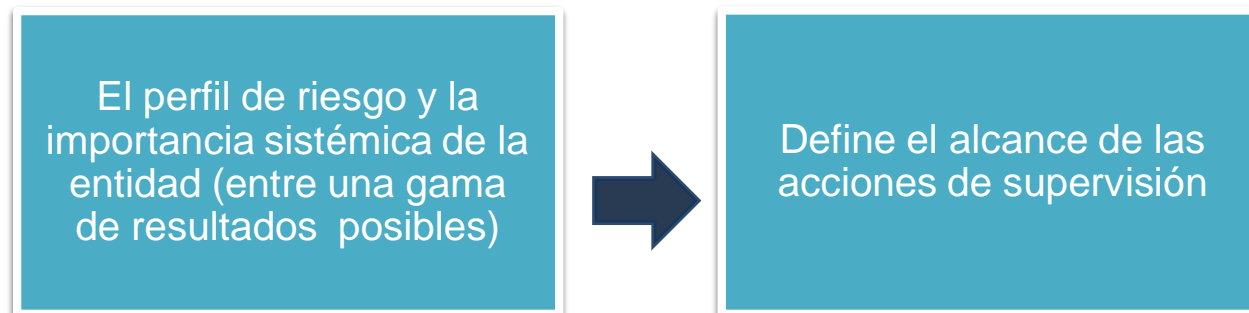 El perfil de riesgo y la
importancia sistémica de la
entidad (entre una gama
de resultados posibles)
Define el alcance de las
acciones de supervisión